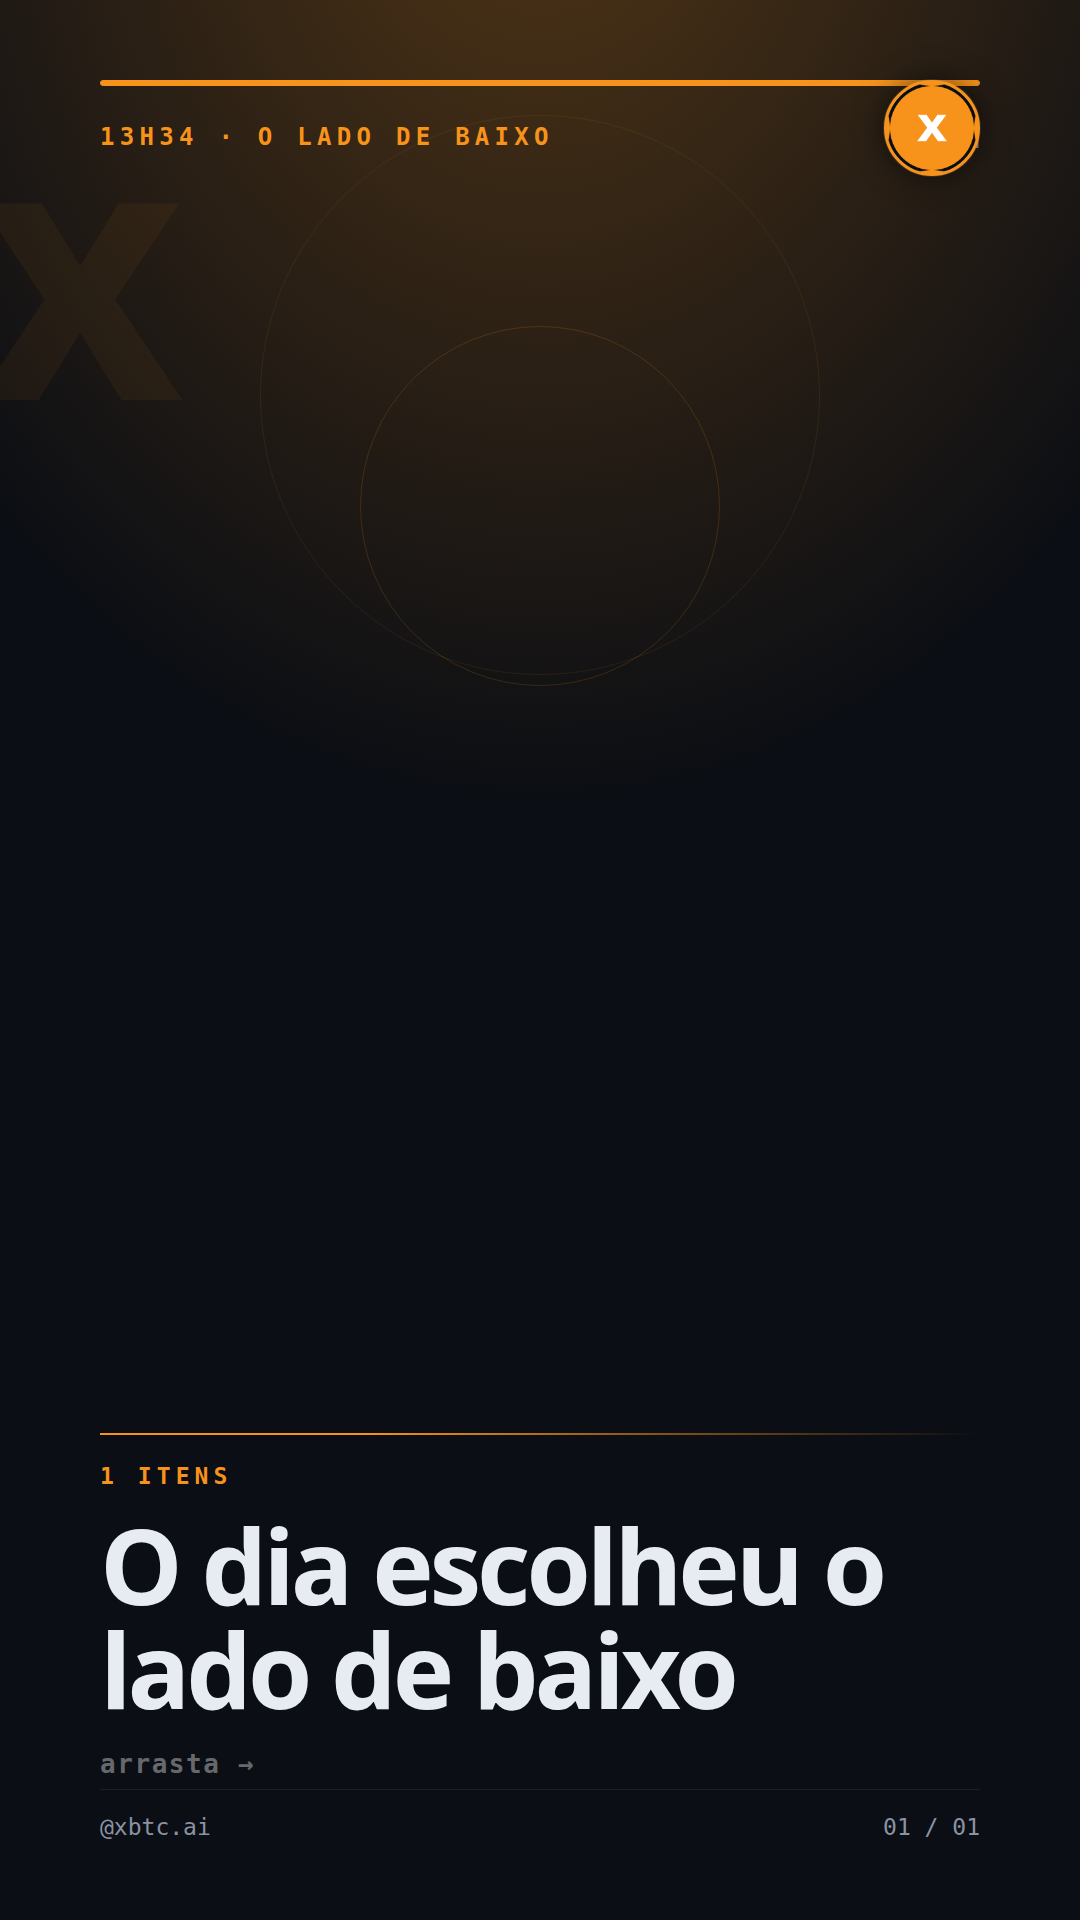 13H34 · O LADO DE BAIXO
X
X
1 ITENS
O dia escolheu o
lado de baixo
arrasta →
@xbtc.ai
01 / 01